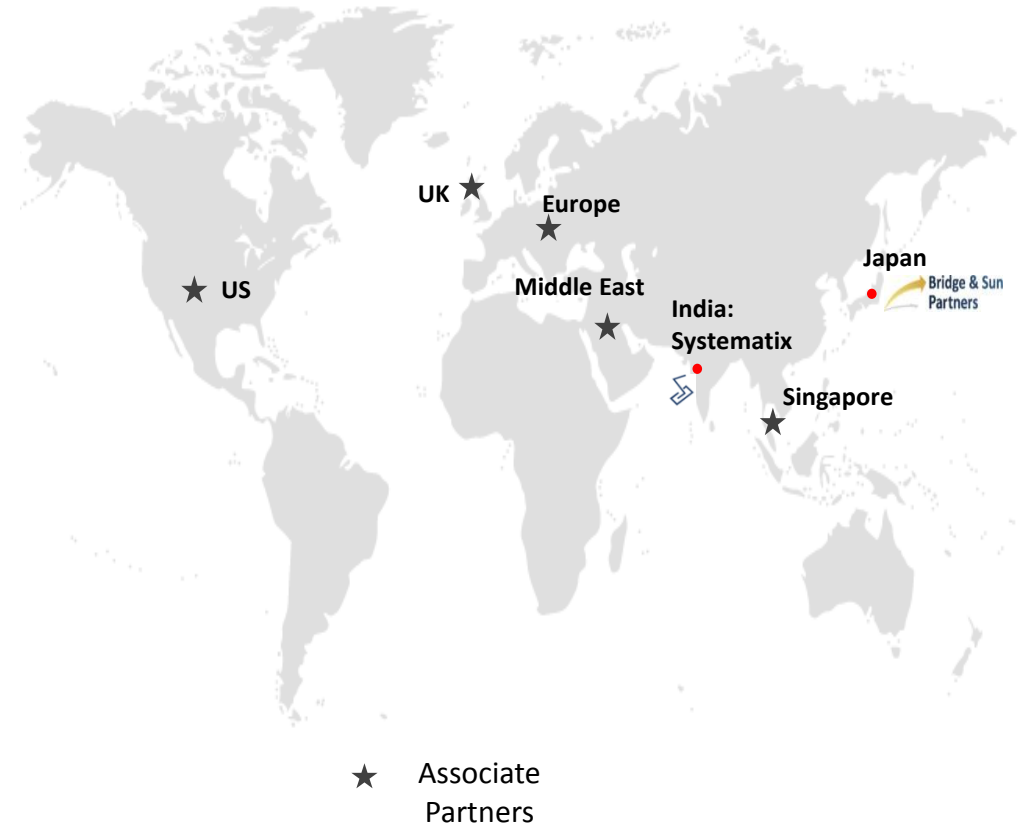 UK
Europe
US
Middle East
Japan
Bridge & Sun
Partners
India:
Systematix
Singapore
Associate
Partners